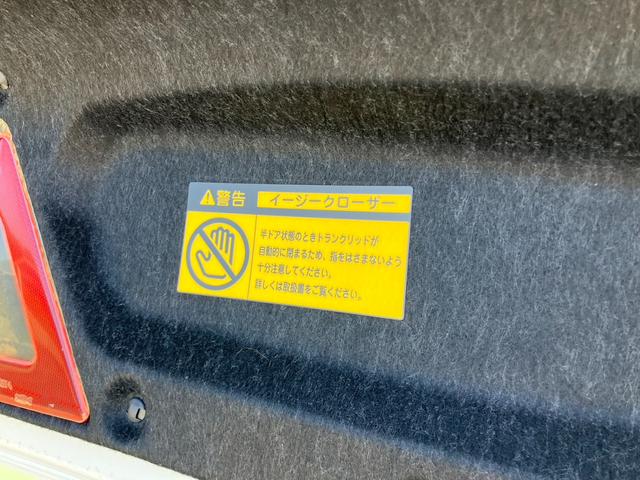 警告 イージークローザー
半ドア状態のときトランクリッドが
自動的に閉まるため、指をはさまないよう
十分注意してください。
詳しくは取扱書をご覧ください。